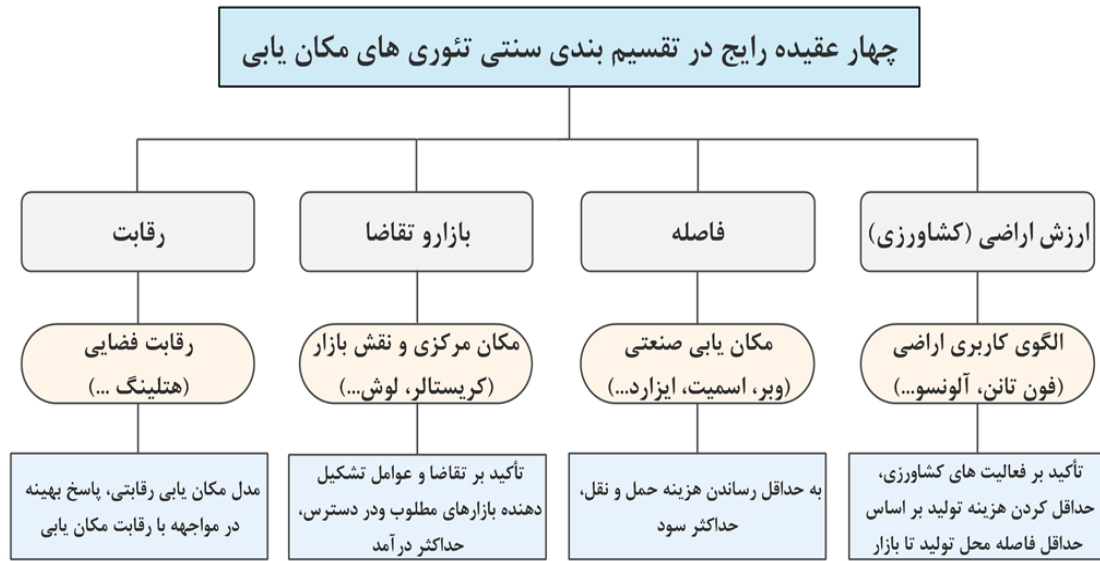 چهار عقیده رایج در تقسیم بندی سنتی تئوری های مکان یابی
ارزش اراضی (کشاورزی)
فاصله
بازارو تقاضا
رقابت
الگوی کاربری اراضی
(فون تانن، آلونسو...)
مکان یابی صنعتی
(وبر، اسمیت، ایزارد...)
مکان مرکزی و نقش بازار
(کریستالر، لوش...)
رقابت فضایی
(هتلینگ ...)
تأکید بر فعالیت های کشاورزی،
حداقل کردن هزینه تولید بر اساس
حداقل فاصله محل تولید تا بازار
به حداقل رساندن هزینه حمل و نقل،
حداکثر سود
تأکید بر تقاضا و عوامل تشکیل
دهنده بازارهای مطلوب ودر دسترس،
حداکثر درآمد
مدل مکان یابی رقابتی، پاسخ بهینه
در مواجهه با رقابت مکان یابی